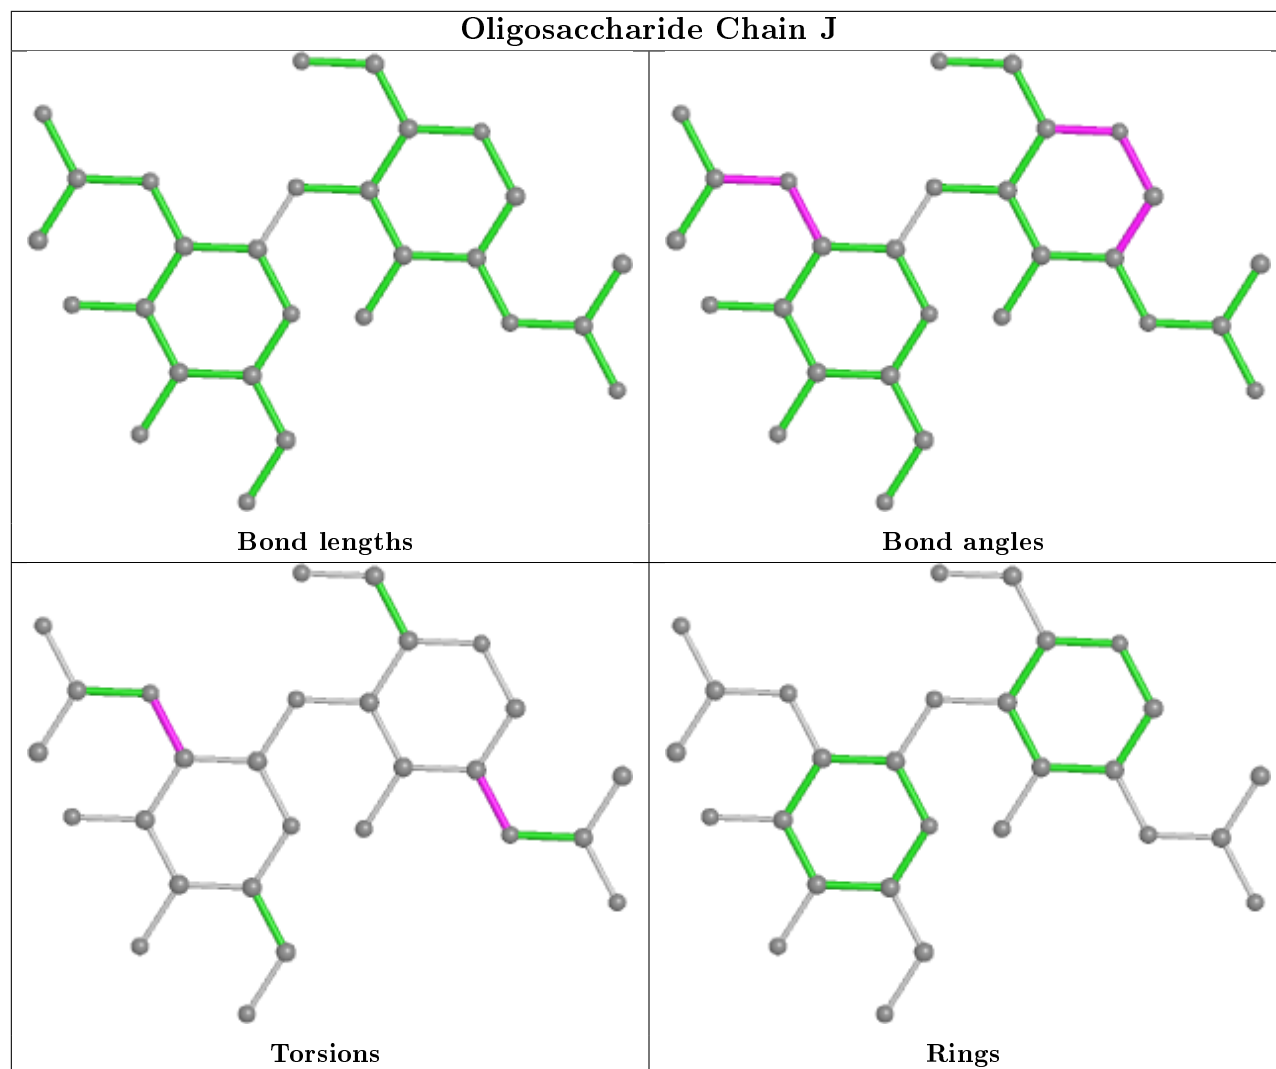 Oligosaccharide Chain J
Bond lengths
Bond angles
Torsions
Rings